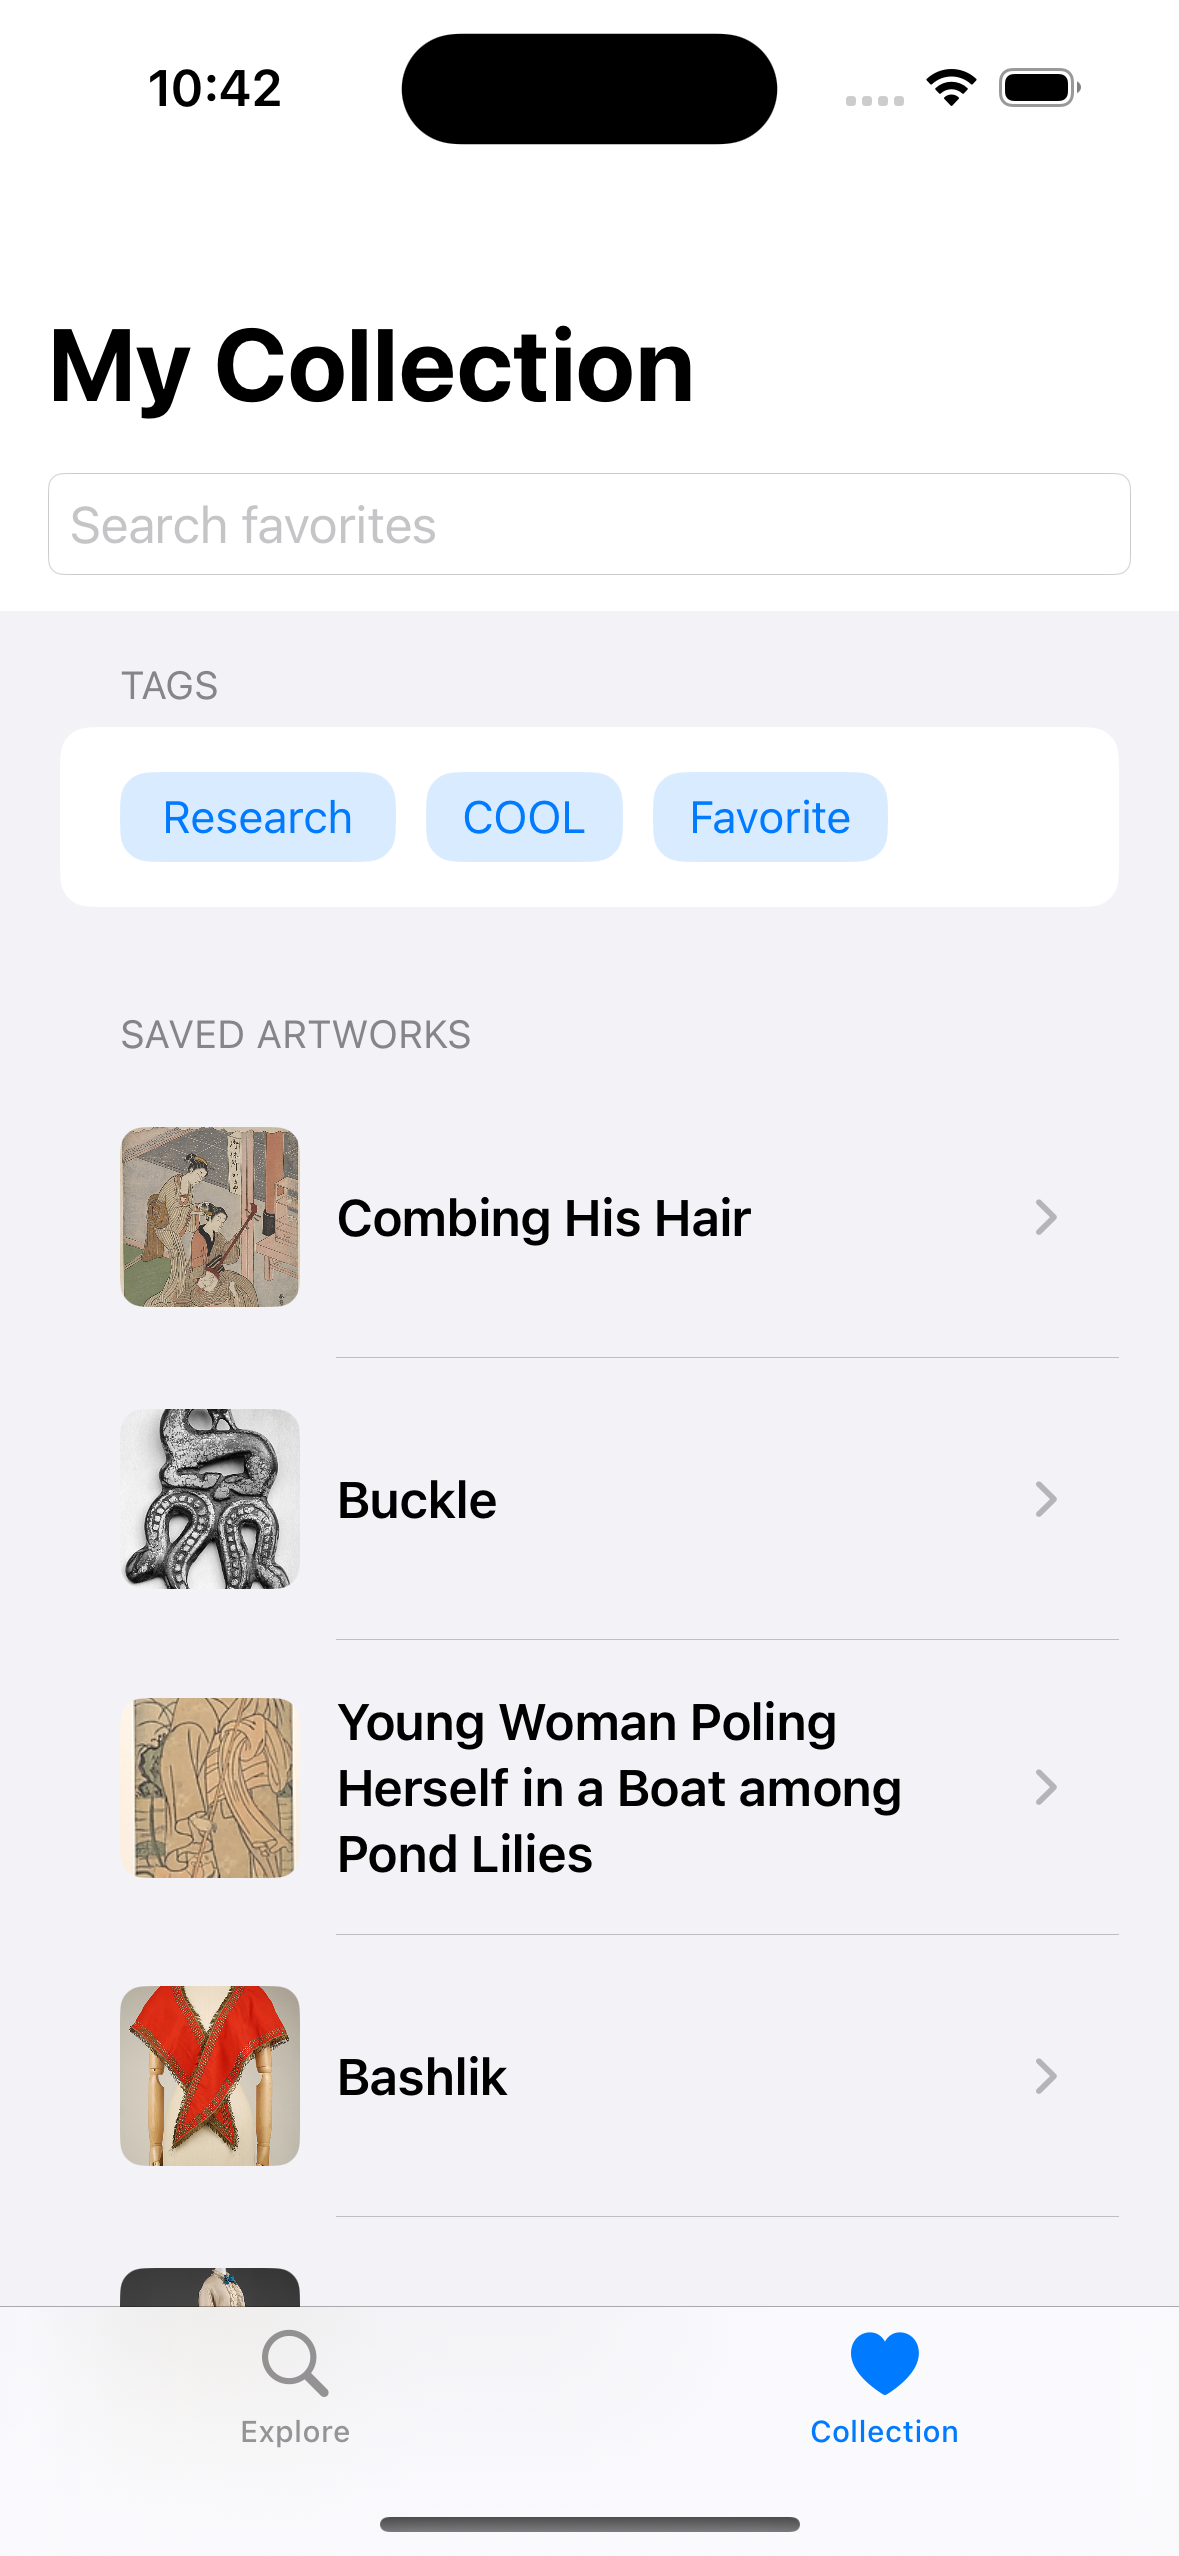 10:42
My Collection
Search favorites
TAGS
Research COOL Favorite
SAVED ARTWORKS
Combing His Hair
Buckle
Young Woman Poling
Herself in a Boat among
Pond Lilies
Bashlik
Explore
Collection